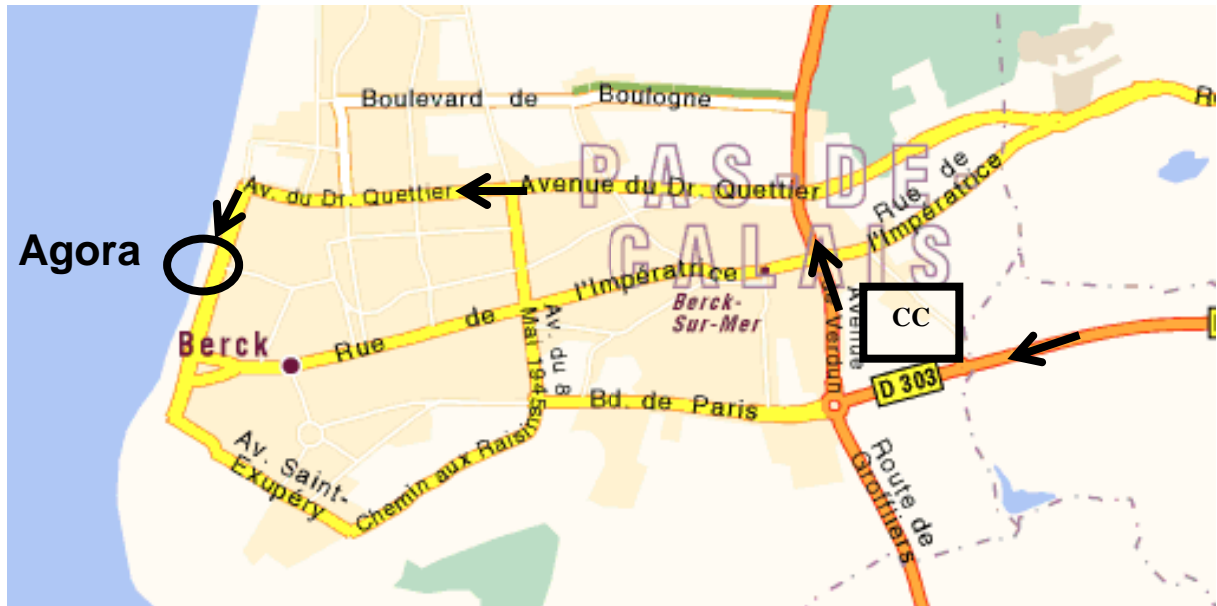 Boulevard de Boulogne
PAS-DE
CALAIS
Av. du Dr. Quettier
Avenue du Dr. Quettier
Rue de
l'Impératrice
Agora
Rue de l'Impératrice
Berck-
Sur-Mer
Berck
CC
Avenue
de Verdun
D 303
Av. du 8
Mai 1945
Bd. de Paris
Chemin aux Raisins
Av. Saint-
Exupéry
Route de
Groffliers